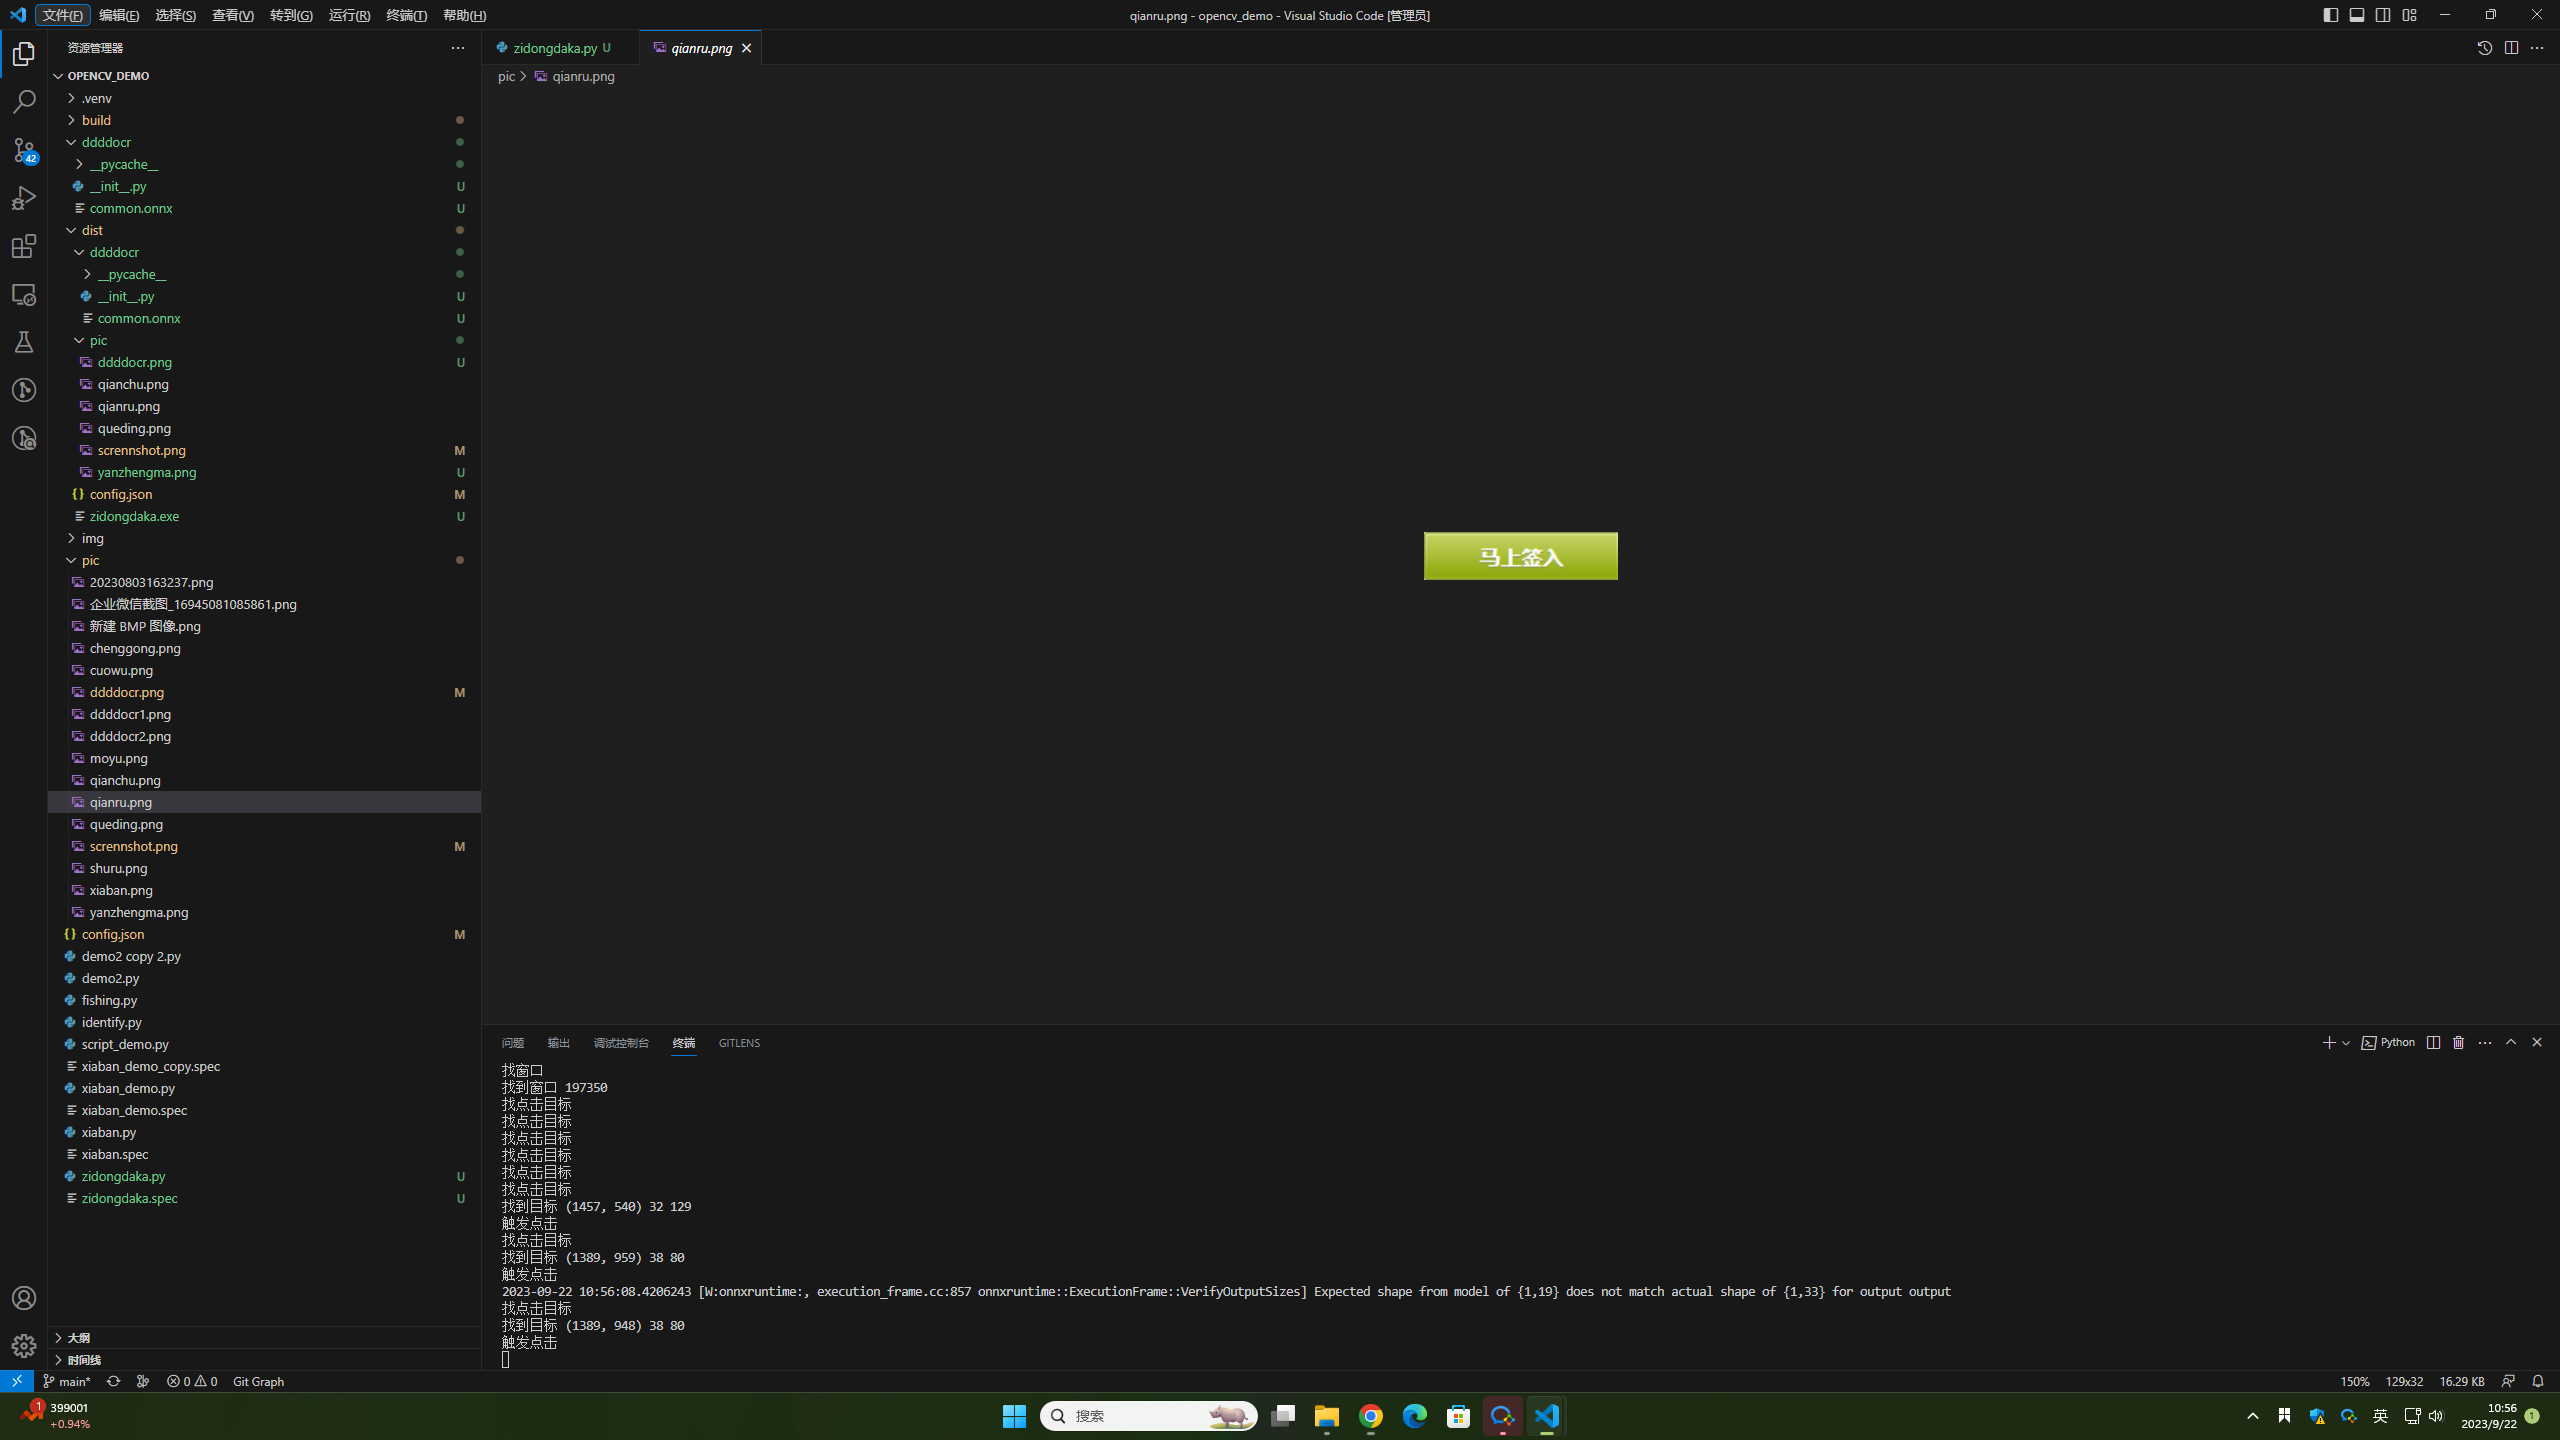 文件(F) 编辑(E) 选择(S) 查看(V) 转到(G) 运行(R) 终端(T) 帮助(H)
qianru.png - opencv_demo - Visual Studio Code [管理员]
资源管理器
OPENCV_DEMO
.venv
build
ddddocr
__pycache__
__init__.py U
common.onnx U
dist
ddddocr
__pycache__
__init__.py U
common.onnx U
pic
ddddocr.png U
qianchu.png
qianru.png
queding.png
scrennshot.png M
yanzhengma.png U
config.json M
zidongdaka.exe U
img
pic
20230803163237.png
企业微信截图_16945081085861.png
新建 BMP 图像.png
chenggong.png
cuowu.png
ddddocr.png M
ddddocr1.png
ddddocr2.png
moyu.png
qianchu.png
qianru.png
queding.png
scrennshot.png M
shuru.png
xiaban.png
yanzhengma.png
config.json M
demo2 copy 2.py
demo2.py
fishing.py
identify.py
script_demo.py
xiaban_demo_copy.spec
xiaban_demo.py
xiaban_demo.spec
xiaban.py
xiaban.spec
zidongdaka.py U
zidongdaka.spec U
大纲
时间线
42
zidongdaka.py U
qianru.png
pic
qianru.png
马上签入
问题 输出 调试控制台 终端 GITLENS
Python
找窗口
找到窗口 197350
找点击目标
找点击目标
找点击目标
找点击目标
找点击目标
找点击目标
找到目标 (1457, 540) 32 129
触发点击
找点击目标
找到目标 (1389, 959) 38 80
触发点击
2023-09-22 10:56:08.4206243 [W:onnxruntime:, execution_frame.cc:857 onnxruntime::ExecutionFrame::VerifyOutputSizes] Expected shape from model of {1,19} does not match actual shape of {1,33} for output output
找点击目标
找到目标 (1389, 948) 38 80
触发点击
main* 0 0 Git Graph
150% 129x32 16.29 KB
1
399001
+0.94%
搜索
英
10:56
2023/9/22
1